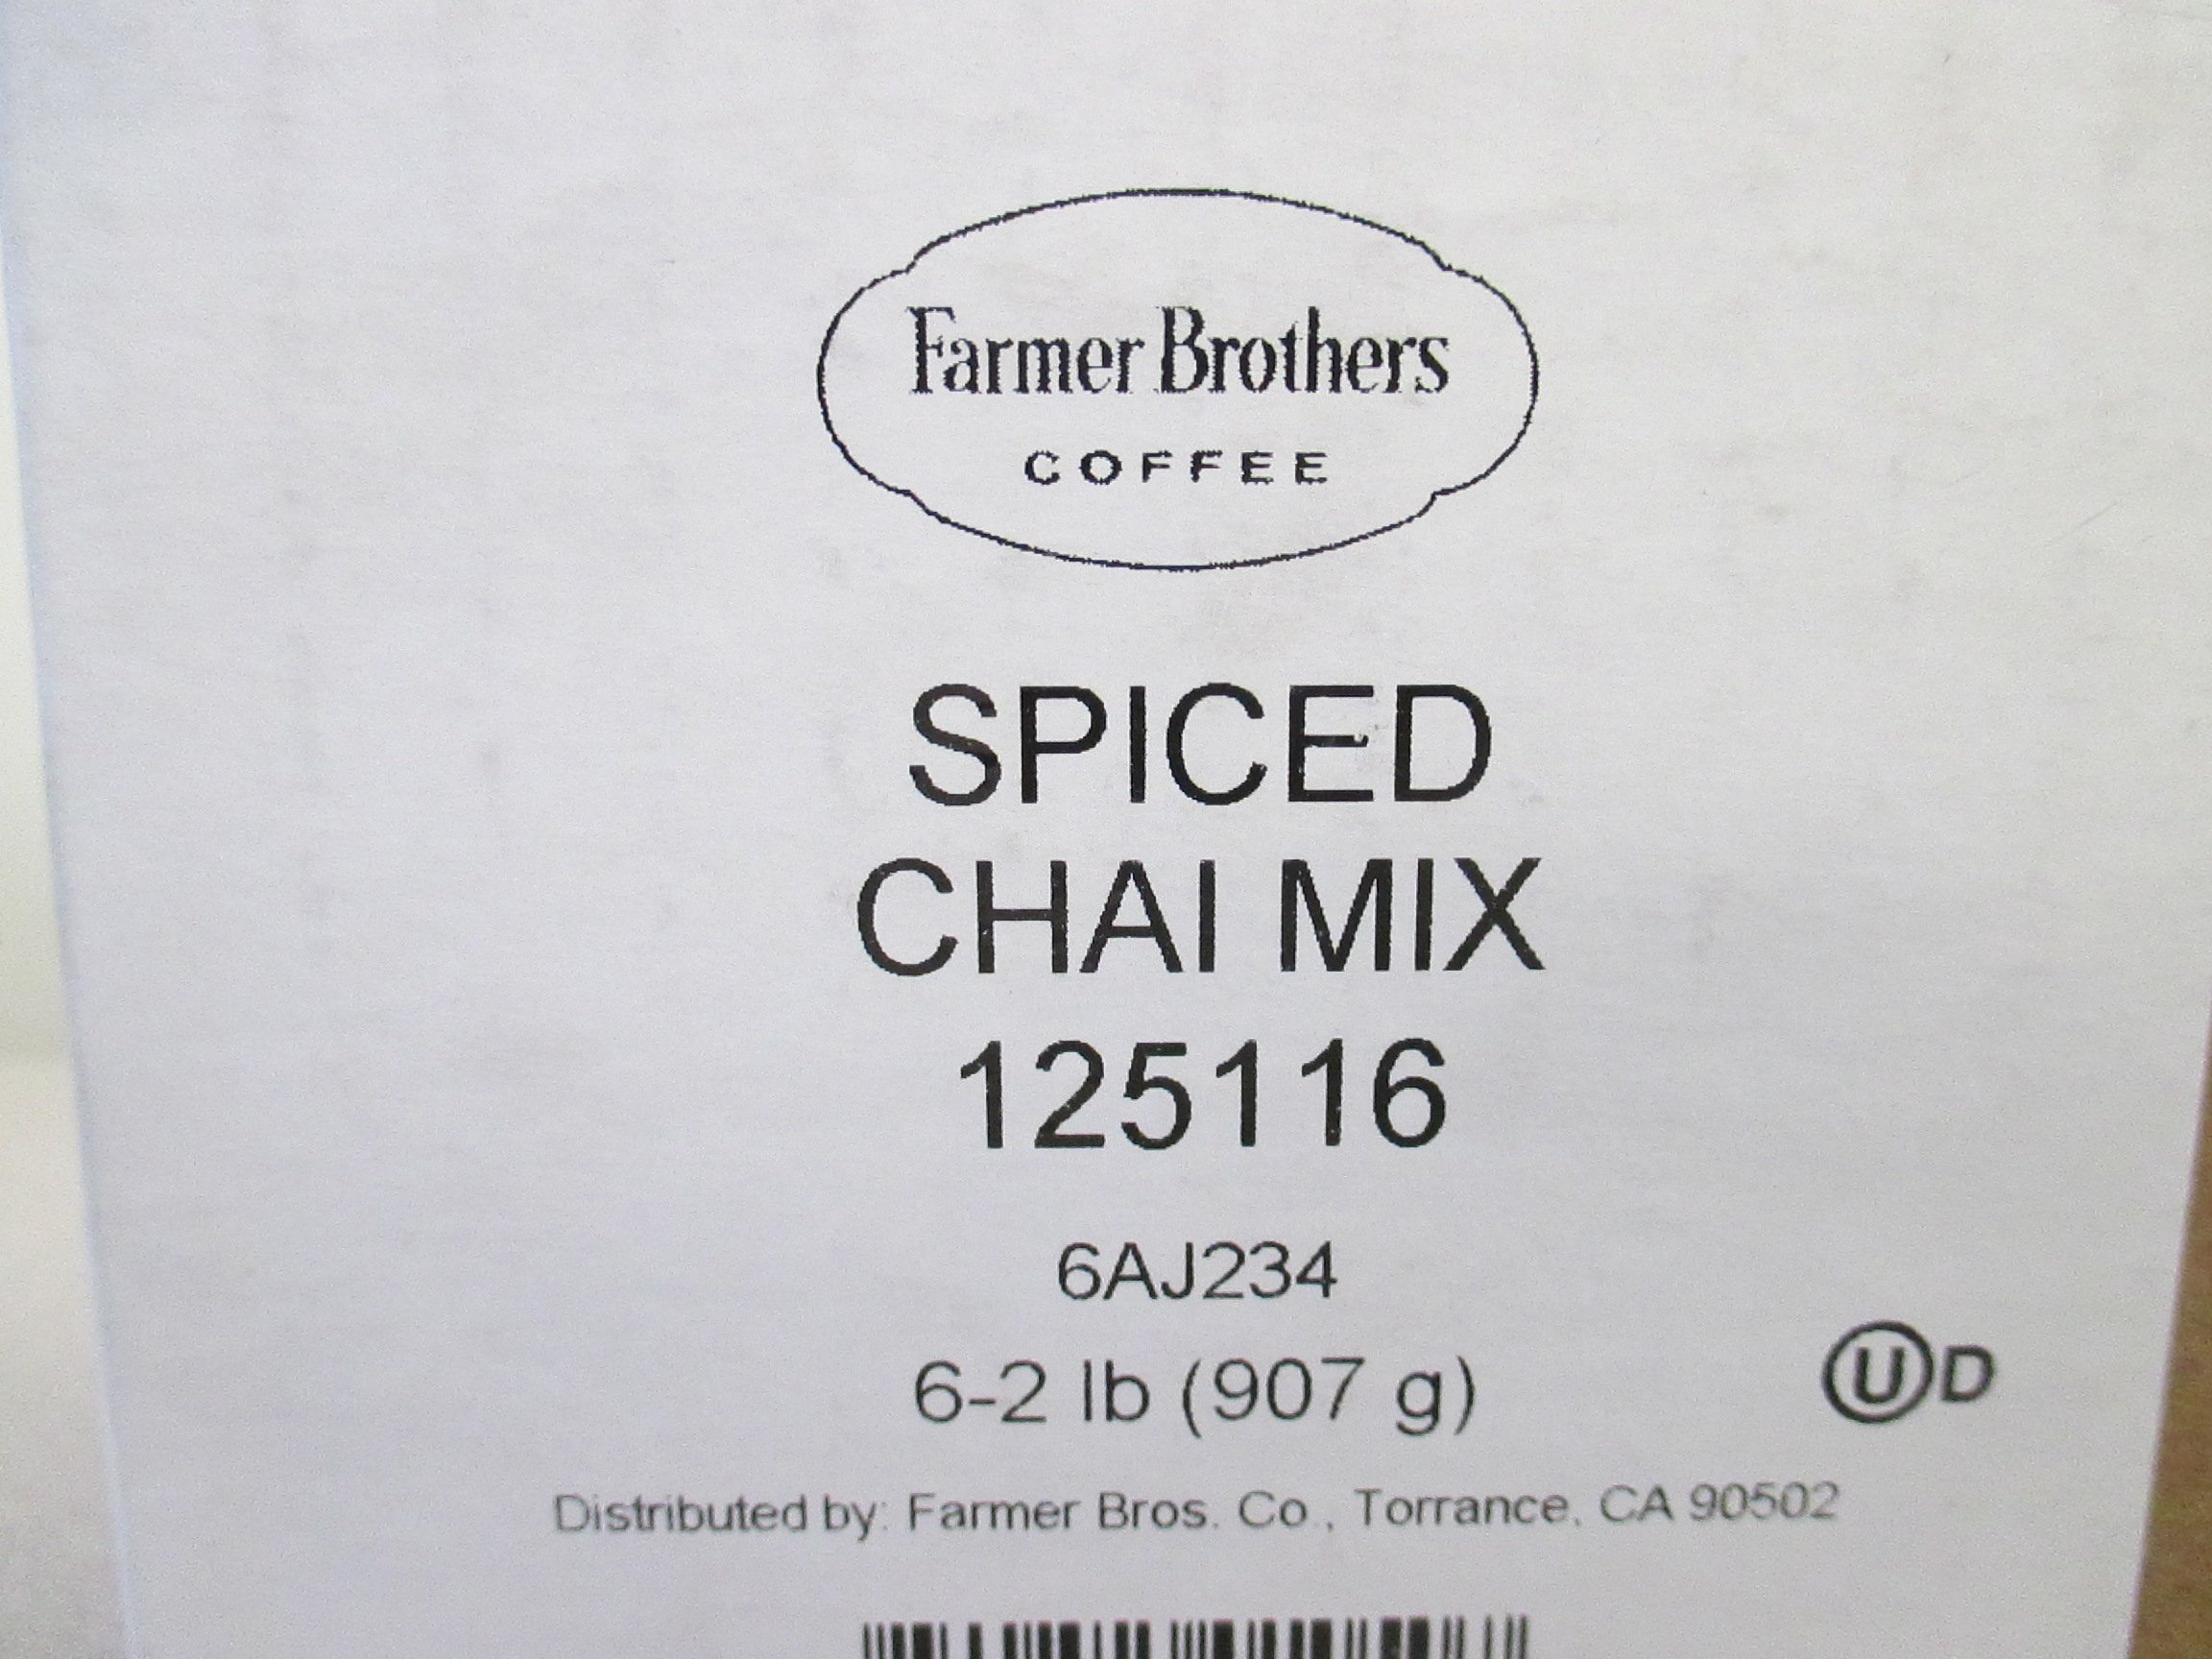 Farmer Brothers
COFFEE
SPICED
CHAI MIX
125116
6AJ234
6-2 lb (907 g)
UD
Distributed by: Farmer Bros. Co., Torrance, CA 90502